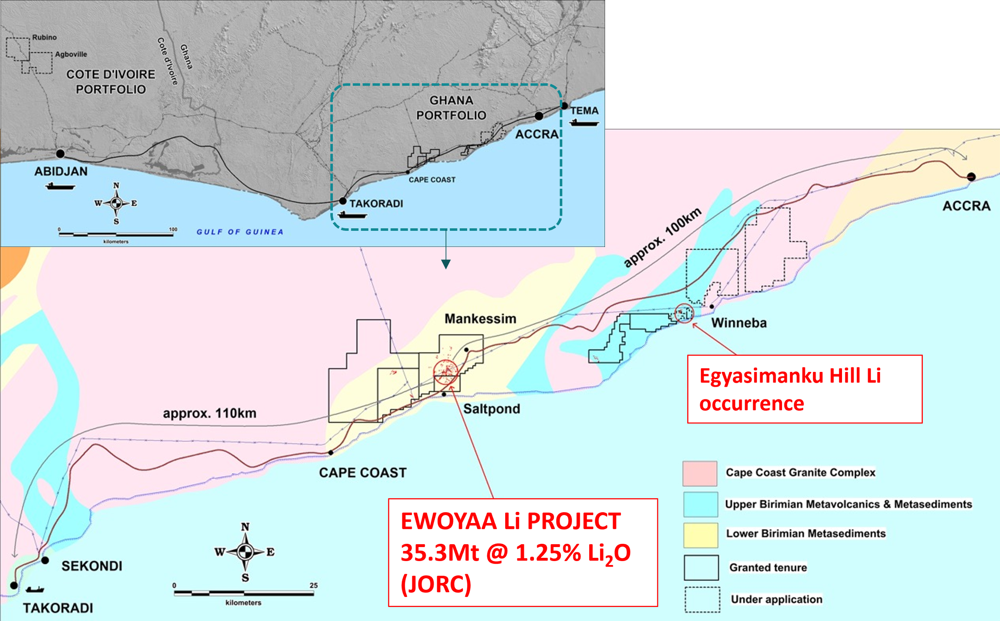 Rubino
Agboville
COTE D'IVOIRE
PORTFOLIO
Cote d'Ivoire
Ghana
GHANA
PORTFOLIO
TEMA
ACCRA
ABIDJAN
CAPE COAST
TAKORADI
N
W
E
S
0
100
kilometers
GULF OF GUINEA
approx. 100km
ACCRA
Mankessim
Winneba
Egyasimanku Hill Li
occurrence
Saltpond
approx. 110km
CAPE COAST
EWOYAA Li PROJECT
35.3Mt @ 1.25% Li₂O
(JORC)
SEKONDI
TAKORADI
N
W
E
S
0
25
kilometers
Cape Coast Granite Complex
Upper Birimian Metavolcanics & Metasediments
Lower Birimian Metasediments
Granted tenure
Under application